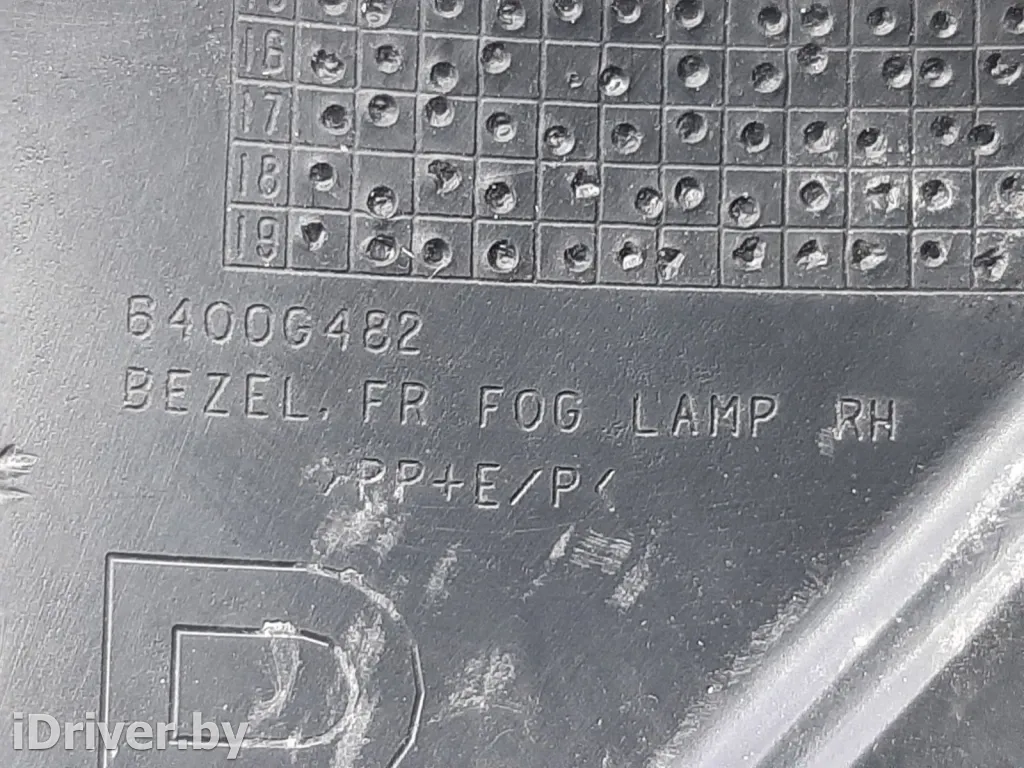 16
17
18
19
6400G482
BEZEL, FR FOG LAMP RH
>PP+E/P<
D
iDriver.by